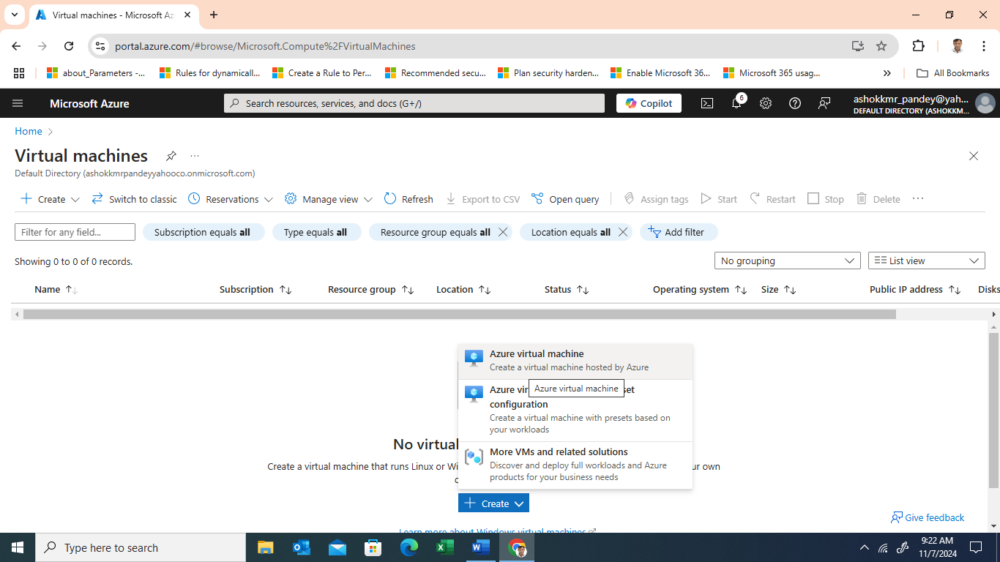 Virtual machines - Microsoft Az
portal.azure.com/#browse/Microsoft.Compute%2FVirtualMachines
about_Parameters -...
Rules for dynamicall...
Create a Rule to Per...
Recommended secu...
Plan security harden...
Enable Microsoft 36...
Microsoft 365 usag...
All Bookmarks
Microsoft Azure
Search resources, services, and docs (G+/)
Copilot
6
ashokkmr_pandey@yah...
DEFAULT DIRECTORY (ASHOKKM...
Home
Virtual machines
Default Directory (ashokkmrpandeyyahooco.onmicrosoft.com)
Create
Switch to classic
Reservations
Manage view
Refresh
Export to CSV
Open query
Assign tags
Start
Restart
Stop
Delete
Filter for any field...
Subscription equals all
Type equals all
Resource group equals all
Location equals all
Add filter
Showing 0 to 0 of 0 records.
No grouping
List view
Name
Subscription
Resource group
Location
Status
Operating system
Size
Public IP address
Disks
Azure virtual machine
Create a virtual machine hosted by Azure
Azure vir
set
Azure virtual machine
configuration
Create a virtual machine with presets based on
your workloads
More VMs and related solutions
Discover and deploy full workloads and Azure
products for your business needs
No virtual
Create a virtual machine that runs Linux or Wi
ur own
Create
Learn more about Windows virtual machines
Give feedback
Type here to search
9:22 AM
11/7/2024